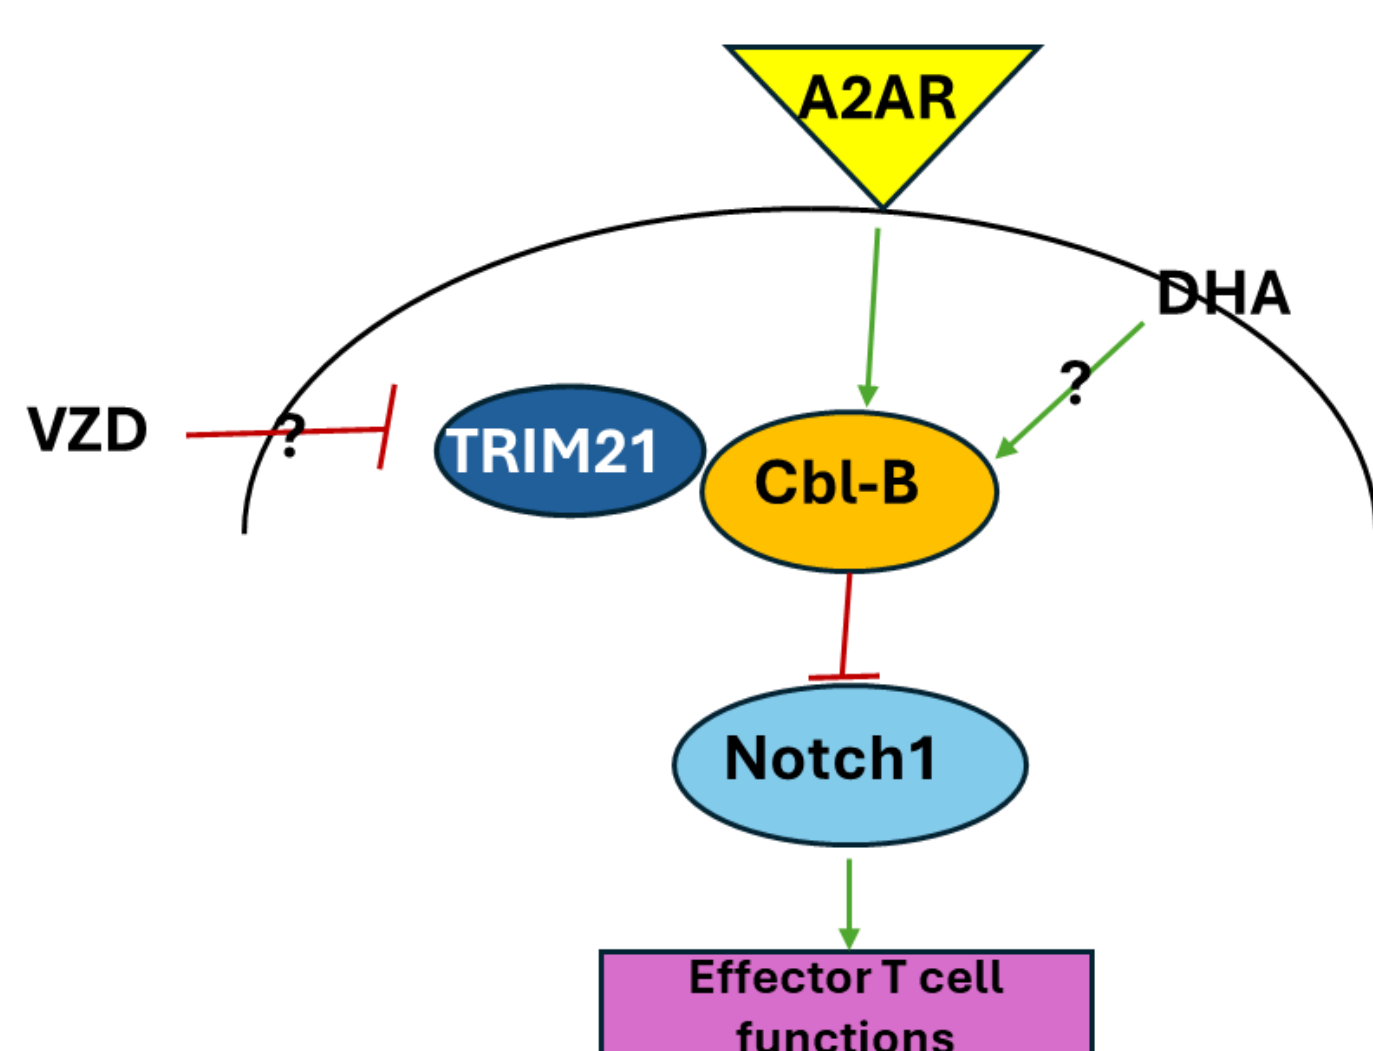 A2AR
DHA
?
VZD
?
TRIM21
Cbl-B
Notch1
Effector T cell
functions